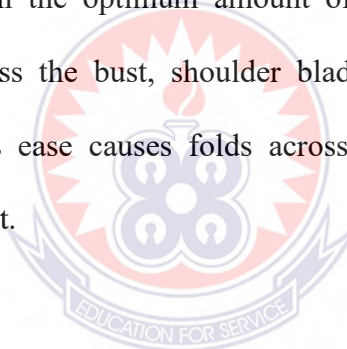 the optimum amount of
ss the bust, shoulder blad
ease causes folds across
t.
EDUCATION FOR SERVICE